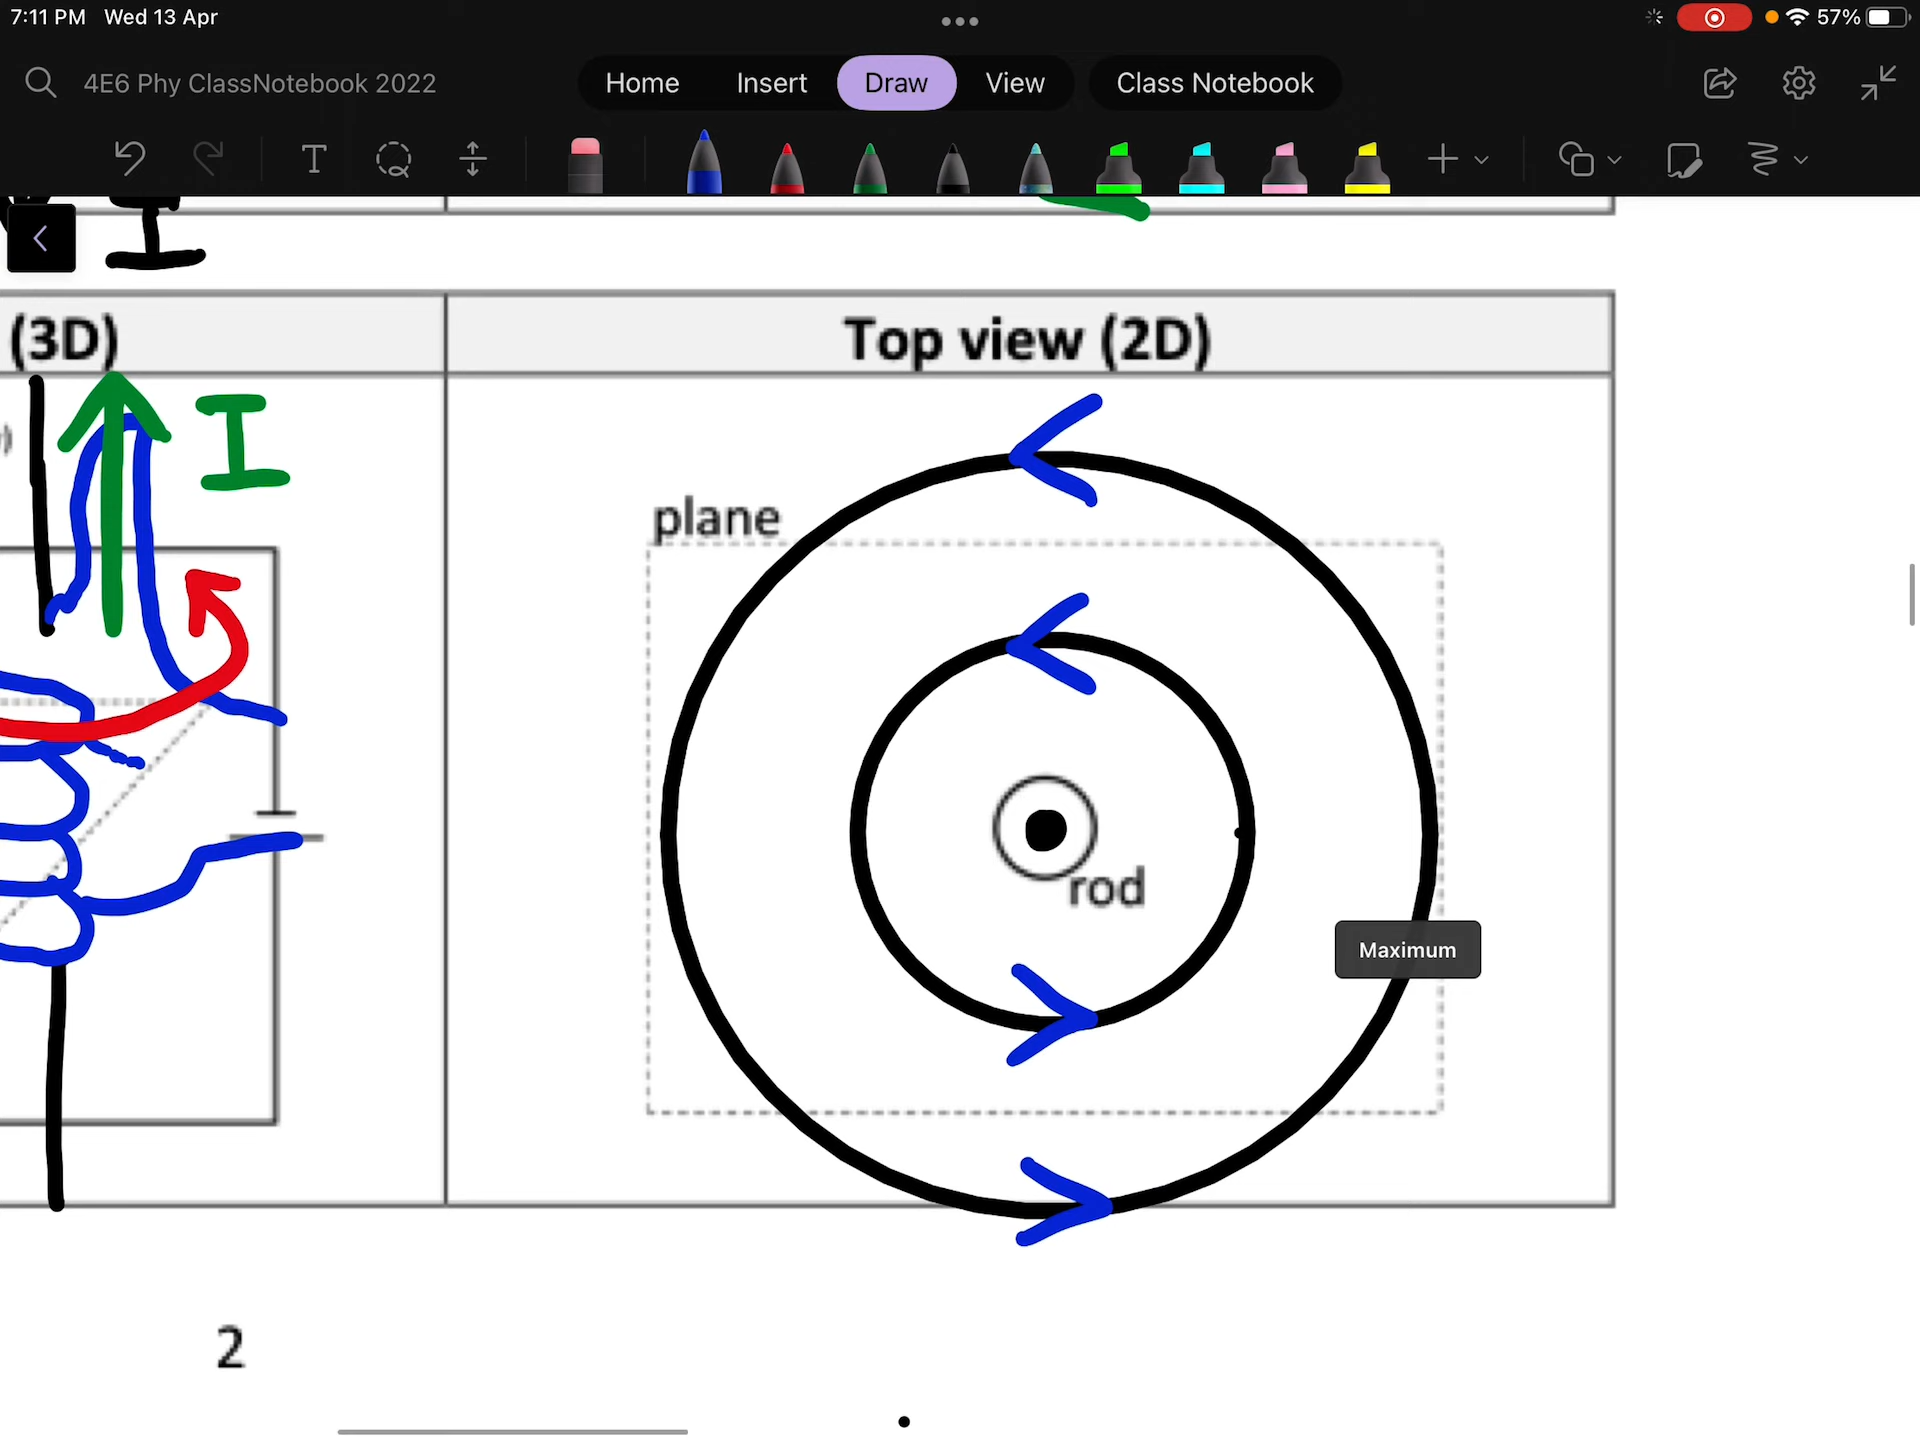 7:11 PM Wed 13 Apr
57%
4E6 Phy ClassNotebook 2022
Home Insert Draw View Class Notebook
T
I
(3D)
Top view (2D)
I
plane
rod
Maximum
2